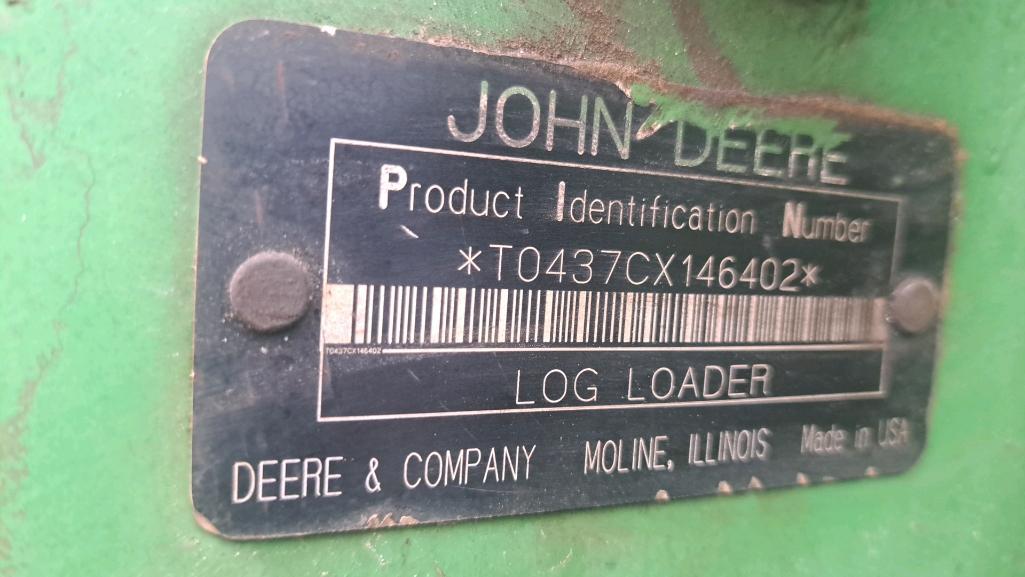 JOHN DEERE
Product Identification Number
*T0437CX146402*
T0437CX146402
LOG LOADER
DEERE & COMPANY MOLINE, ILLINOIS Made in USA